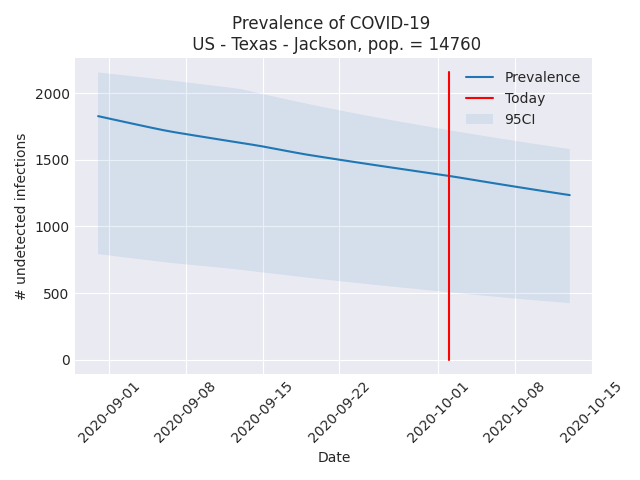 Prevalence of COVID-19
US - Texas - Jackson, pop. = 14760
Prevalence
Today
95CI
# undetected infections
2000
1500
1000
500
0
2020-09-01
2020-09-08
2020-09-15
2020-09-22
2020-10-01
2020-10-08
2020-10-15
Date